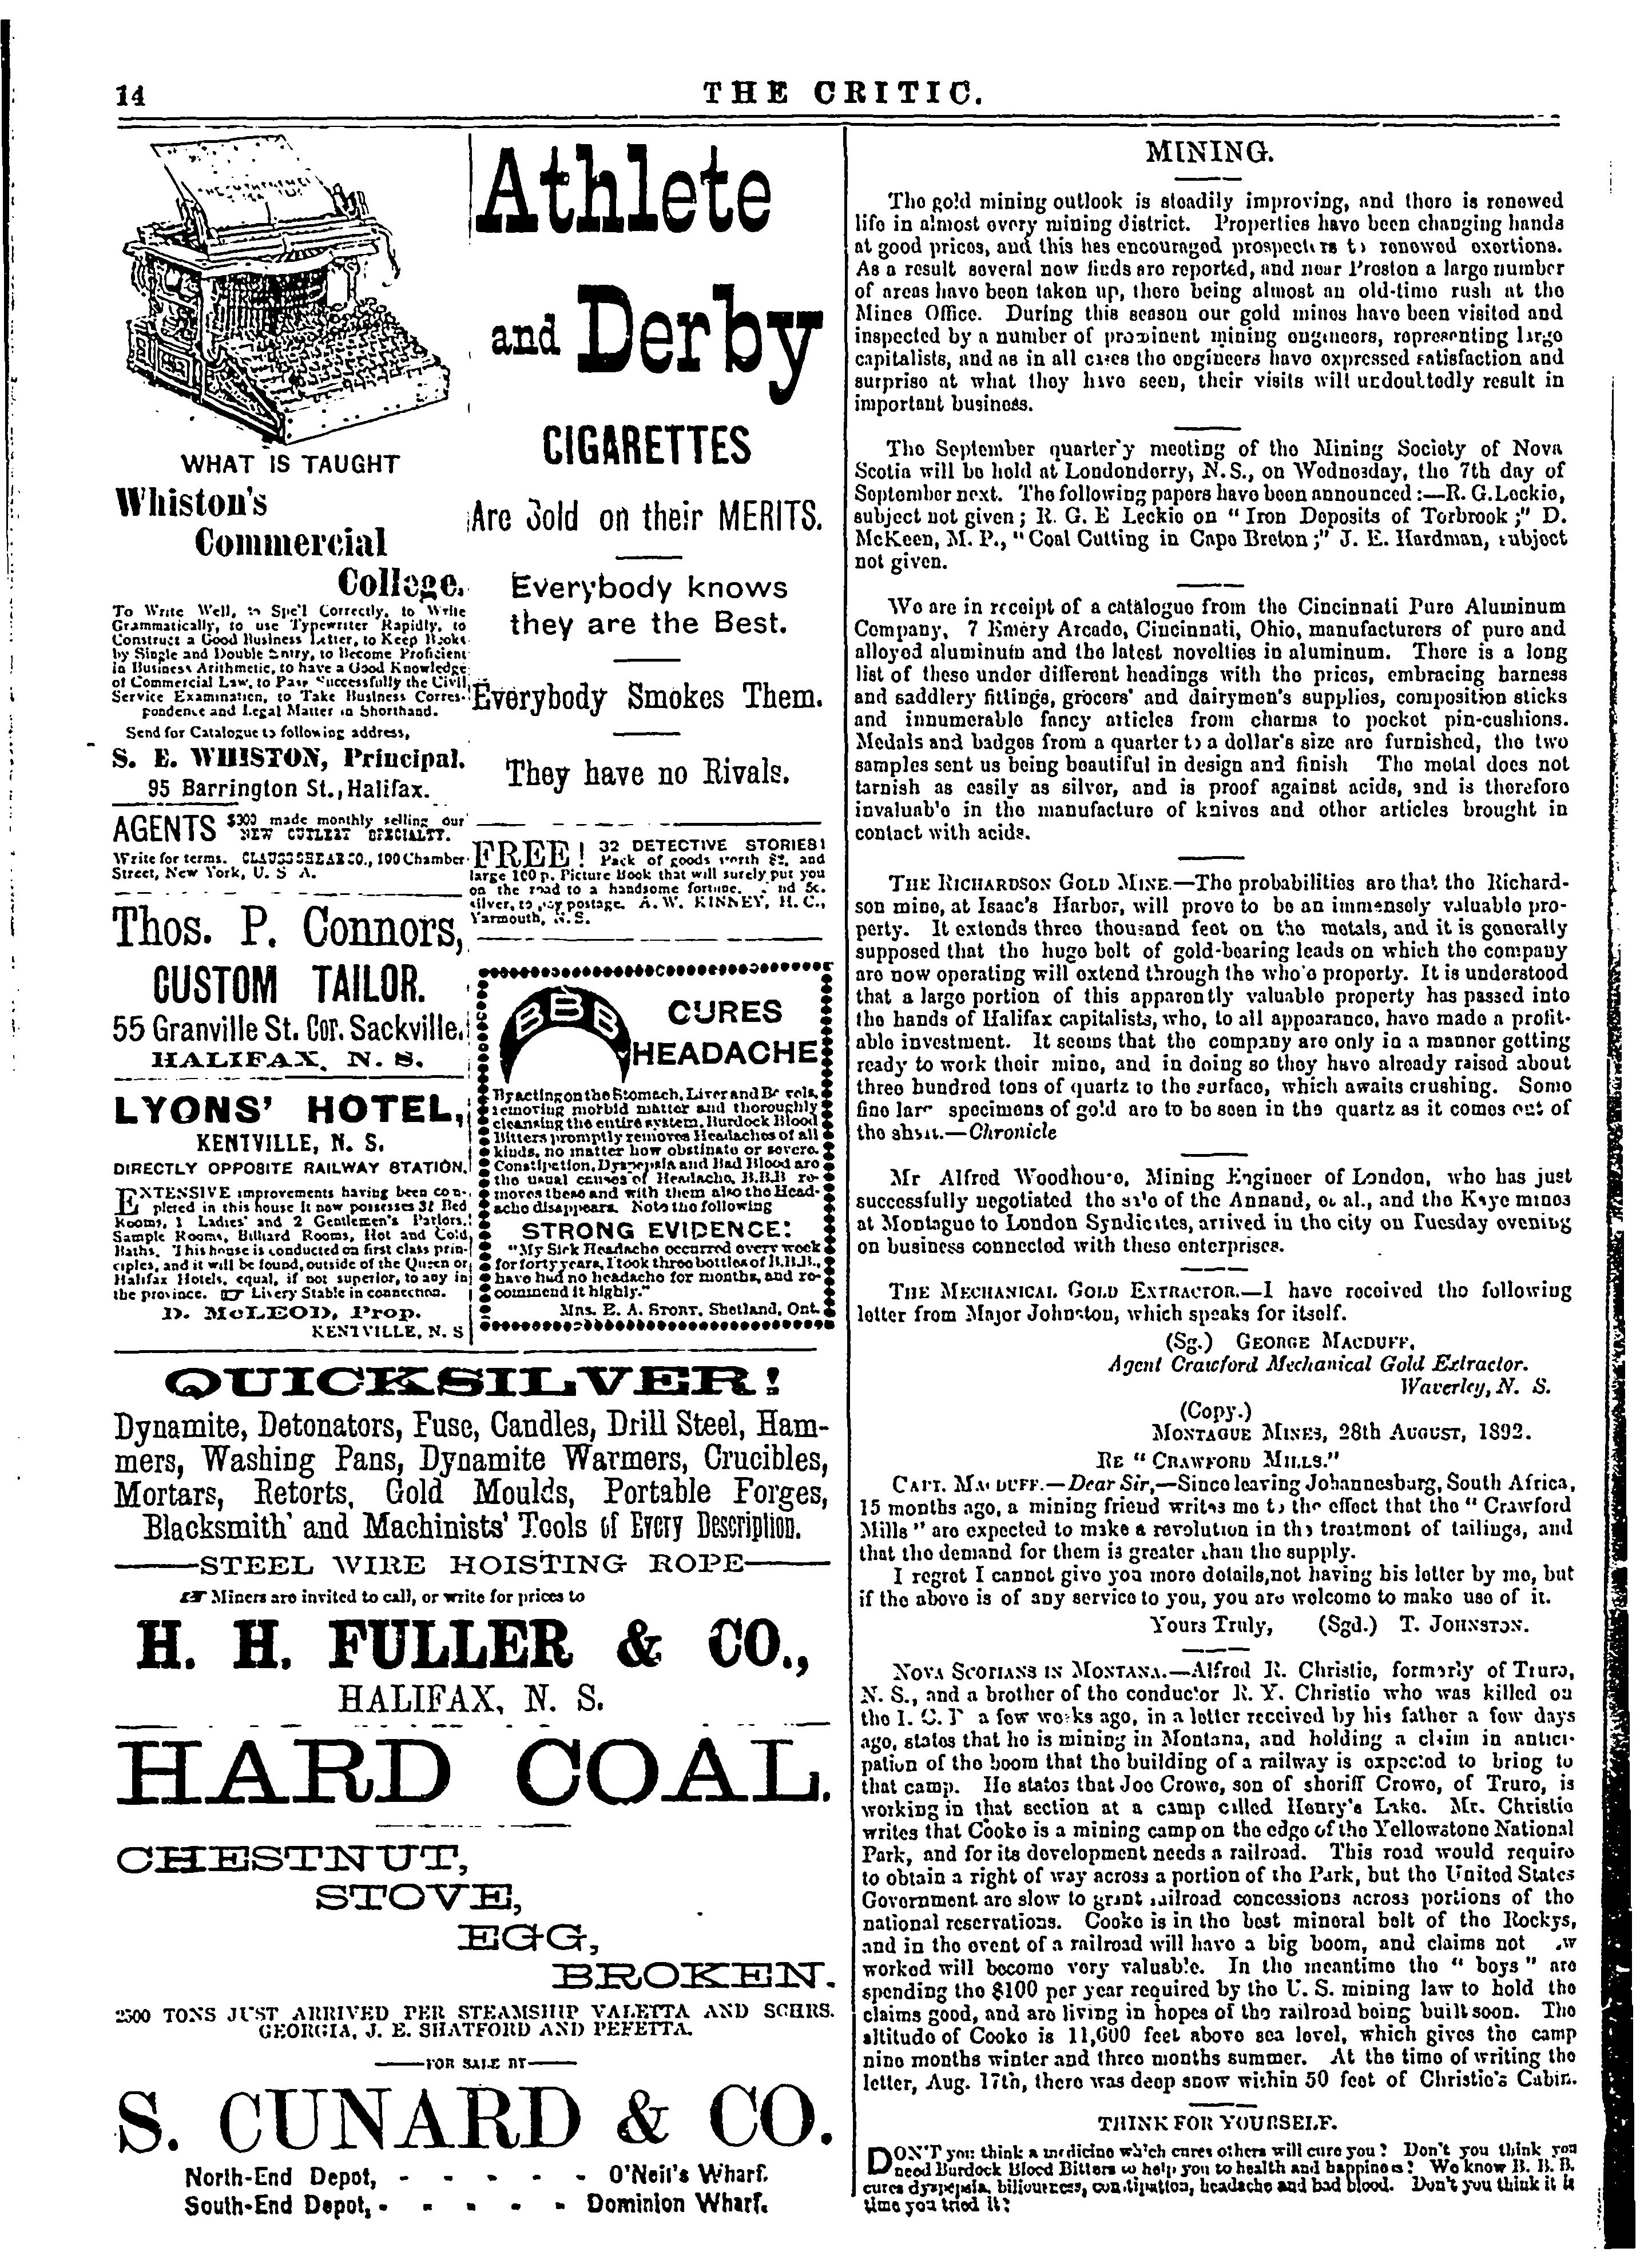 14
THE CRITIC.
WHAT IS TAUGHT
Whiston's
Commercial
College,
To Write Well, to Spell Correctly, to Write
Grammatically, to use Typewriter Rapidly, to
Construct a Good Business Letter, to Keep Books
by Single and Double Entry, to Become Proficient
in Business Arithmetic, to have a Good Knowledge
of Commercial Law, to Pass Successfully the Civil
Service Examination, to Take Business Corres-
pondence and Legal Matter in Shorthand.
Send for Catalogue to following address,
S. E. WHISTON, Principal.
95 Barrington St., Halifax.
AGENTS $300 made monthly selling our
NEW CUTLERY SPECIALTY.
Write for terms. CLAUSS SHEAR CO., 100 Chamber
Street, New York, U. S A.
Thos. P. Connors,
CUSTOM TAILOR.
55 Granville St. Cor. Sackville.
HALIFAX, N. S.
LYONS' HOTEL,
KENTVILLE, N. S.
DIRECTLY OPPOSITE RAILWAY STATION.
EXTENSIVE improvements having been com-
pleted in this house It now possesses 32 Bed
Rooms, 1 Ladies' and 2 Gentlemen's Parlors,
Sample Rooms, Billiard Rooms, Hot and Cold
Baths. This house is conducted on first class prin-
ciples, and it will be found, outside of the Queen or
Halifax Hotels, equal, if not superior, to any in
the province. ☞ Livery Stable in connection.
D. McLEOD, Prop.
KENTVILLE, N. S
Athlete
and Derby
CIGARETTES
Are Sold on their MERITS.
Everybody knows
they are the Best.
Everybody Smokes Them.
They have no Rivals.
FREE! 32 DETECTIVE STORIES!
Pack of goods worth $2, and
large 100 p. Picture Book that will surely put you
on the road to a handsome fortune. 5c.
silver, to pay postage. A. W. KINNEY, H. C.,
Yarmouth, N. S.
BBB
CURES
HEADACHE
By acting on the Stomach, Liver and Bowels,
removing morbid matter and thoroughly
cleansing the entire system, Burdock Blood
Bitters promptly removes Headaches of all
kinds, no matter how obstinate or severe.
Constipation, Dyspepsia and Bad Blood are
the usual causes of Headache, B.B.B re-
moves these and with them also the Head-
ache disappears. Note the following
STRONG EVIDENCE:
"My Sick Headache occurred every week
for forty years, I took three bottles of B.B.B.,
have had no headache for months, and re-
commend it highly."
MRS. E. A. STORY, Shetland, Ont.
QUICKSILVER!
Dynamite, Detonators, Fuse, Candles, Drill Steel, Ham-
mers, Washing Pans, Dynamite Warmers, Crucibles,
Mortars, Retorts, Gold Moulds, Portable Forges,
Blacksmith' and Machinists' Tools of Every Description.
STEEL WIRE HOISTING ROPE
☞ Miners are invited to call, or write for prices to
H. H. FULLER & CO.,
HALIFAX, N. S.
HARD COAL.
CHESTNUT,
STOVE,
EGG,
BROKEN.
2500 TONS JUST ARRIVED PER STEAMSHIP VALETTA AND SCHRS.
GEORGIA, J. E. SHATFORD AND PEFETTA.
FOR SALE BY
S. CUNARD & CO.
North-End Depot, - - - - - O'Neil's Wharf.
South-End Depot, - - - - - Dominion Wharf.
MINING.
The gold mining outlook is steadily improving, and there is renewed
life in almost every mining district. Properties have been changing hands
at good prices, and this has encouraged prospectors to renewed exertions.
As a result several new finds are reported, and near Preston a large number
of areas have been taken up, there being almost an old-time rush at the
Mines Office. During this season our gold mines have been visited and
inspected by a number of prominent mining engineers, representing large
capitalists, and as in all cases the engineers have expressed satisfaction and
surprise at what they have seen, their visits will undoubtedly result in
important business.
The September quarter'y meeting of the Mining Society of Nova
Scotia will be held at Londonderry, N.S., on Wednesday, the 7th day of
September next. The following papers have been announced:—R. G. Leckie,
subject not given; R. G. E Leckie on "Iron Deposits of Torbrook;" D.
McKeen, M. P., "Coal Cutting in Cape Breton;" J. E. Hardman, subject
not given.
We are in receipt of a catalogue from the Cincinnati Pure Aluminum
Company, 7 Emery Arcade, Cincinnati, Ohio, manufacturers of pure and
alloyed aluminum and the latest novelties in aluminum. There is a long
list of these under different headings with the prices, embracing harness
and saddlery fittings, grocers' and dairymen's supplies, composition sticks
and innumerable fancy articles from charms to pocket pin-cushions.
Medals and badges from a quarter to a dollar's size are furnished, the two
samples sent us being beautiful in design and finish The metal does not
tarnish as easily as silver, and is proof against acids, and is therefore
invaluab'e in the manufacture of knives and other articles brought in
contact with acids.
THE RICHARDSON GOLD MINE.—The probabilities are that the Richard-
son mine, at Isaac's Harbor, will prove to be an immensely valuable pro-
perty. It extends three thousand feet on the metals, and it is generally
supposed that the huge belt of gold-bearing leads on which the company
are now operating will extend through the who'e property. It is understood
that a large portion of this apparently valuable property has passed into
the hands of Halifax capitalists, who, to all appearance, have made a profit-
able investment. It seems that the company are only in a manner getting
ready to work their mine, and in doing so they have already raised about
three hundred tons of quartz to the surface, which awaits crushing. Some
fine large specimens of gold are to be seen in the quartz as it comes out of
the shaft.—Chronicle
Mr Alfred Woodhouse, Mining Engineer of London, who has just
successfully negotiated the sa'e of the Annand, et al., and the Kaye mines
at Montague to London Syndicates, arrived in the city on Tuesday evening
on business connected with these enterprises.
THE MECHANICAL GOLD EXTRACTOR.—I have received the following
letter from Major Johnston, which speaks for itself.
(Sg.) GEORGE MACDUFF,
Agent Crawford Mechanical Gold Extractor.
Waverley, N. S.
(Copy.)
MONTAGUE MINES, 28th AUGUST, 1892.
RE "CRAWFORD MILLS."
CAPT. MACDUFF.—Dear Sir,—Since leaving Johannesburg, South Africa,
15 months ago, a mining friend writes me to the effect that the "Crawford
Mills" are expected to make a revolution in the treatment of tailings, and
that the demand for them is greater than the supply.
I regret I cannot give you more details, not having his letter by me, but
if the above is of any service to you, you are welcome to make use of it.
Yours Truly, (Sgd.) T. JOHNSTON.
NOVA SCOTIANS IN MONTANA.—Alfred R. Christie, formerly of Truro,
N. S., and a brother of the conductor R. Y. Christie who was killed on
the I. C. R a few weeks ago, in a letter received by his father a few days
ago, states that he is mining in Montana, and holding a claim in antici-
pation of the boom that the building of a railway is expected to bring to
that camp. He states that Joe Crowe, son of sheriff Crowe, of Truro, is
working in that section at a camp called Henry's Lake. Mr. Christie
writes that Cooke is a mining camp on the edge of the Yellowstone National
Park, and for its development needs a railroad. This road would require
to obtain a right of way across a portion of the Park, but the United States
Government are slow to grant railroad concessions across portions of the
national reservations. Cooke is in the best mineral belt of the Rockys,
and in the event of a railroad will have a big boom, and claims not
worked will become very valuable. In the meantime the "boys" are
spending the $100 per year required by the U. S. mining law to hold the
claims good, and are living in hopes of the railroad being built soon. The
altitude of Cooke is 11,600 feet above sea level, which gives the camp
nine months winter and three months summer. At the time of writing the
letter, Aug. 17th, there was deep snow within 50 feet of Christie's Cabin.
THINK FOR YOURSELF.
DON'T you think a medicine which cures others will cure you? Don't you think you
need Burdock Blood Bitters to help you to health and happiness? We know B. B. B.
cures dyspepsia, biliousness, constipation, headache and bad blood. Don't you think it is
time you tried it?